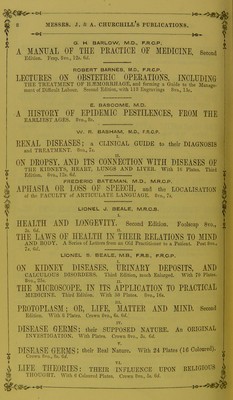 8 MESSRS. J. & A. CHURCHILL'S PUBLICATIONS,
G. H. BARLOW, M.D., F.R.C.P.
A MANUAL OF THE PRACTICE OF MEDICINE, Second
Edition. Fcap. 8vo., 12s. 6d.
ROBERT BARNES, M.D., F.R.C.P.
LECTURES ON OBSTETRIC OPERATIONS, INCLUDING
THE TREATMENT OF HÆMORRHAGE, and forming a Guide to the Manage-
ment of Difficult Labour. Second Edition, with 113 Engravings 8vo., 15s.
E. BASCOME, M.D.
A HISTORY OF EPIDEMIC PESTILENCES, FROM THE
EARLIEST AGES. 8vo., 8s.
W. R. BASHAM, M.D., F.R.C.P.
I.
RENAL DISEASES; A CLINICAL GUIDE to their DIAGNOSIS
and TREATMENT. 8vo., 7s.
II.
ON DROPSY, AND ITS CONNECTION WITH DISEASES OF
THE KIDNEYS, HEART, LUNGS AND LIVER. With 16 Plates. Third
Edition. 8vo., 12s. 6d.
FREDERIC BATEMAN, M.D., M.R.C.P.
APHASIA OR LOSS OF SPEECH, and the LOCALISATION
of the FACULTY of ARTICULATE LANGUAGE. 8vo., 7s.
LIONEL J. BEALE, M.R.C.S.
I.
HEALTH AND LONGEVITY. Second Edition. Foolscap 8vo.,
3s. 6d.
II.
THE LAWS OF HEALTH IN THEIR RELATIONS TO MIND
AND BODY. A Series of Letters from an Old Practitioner to a Patient. Post 8vo.,
7s. 6d.
LIONEL S. BEALE, M.B., F.R.S., F.R.C.P.
I.
ON KIDNEY DISEASES, URINARY DEPOSITS, AND
CALCULOUS DISORDERS. Third Edition, much Enlarged. With 70 Plates.
8vo., 25s.
II.
THE MICROSCOPE, IN ITS APPLICATION TO PRACTICAL
MEDICINE. Third Edition. With 58 Plates. 8vo., 16s.
III.
PROTOPLASM; OR, LIFE, MATTER AND MIND. Second
Edition. With 8 Plates. Crown 8vo., 6s. 6d.
IV.
DISEASE GERMS; their SUPPOSED NATURE. An ORIGINAL
INVESTIGATION. With Plates. Crown 8vo., 3s. 6d.
V.
DISEASE GERMS; their Real Nature. With 24 Plates (16 Coloured).
Crown 8vo.,
VI.
LIFE THEORIES: THEIR INFLUENCE UPON RELIGIOUS
THOUGHT. With 6 Coloured Plates. Crown 8vo., 5s. 6d.